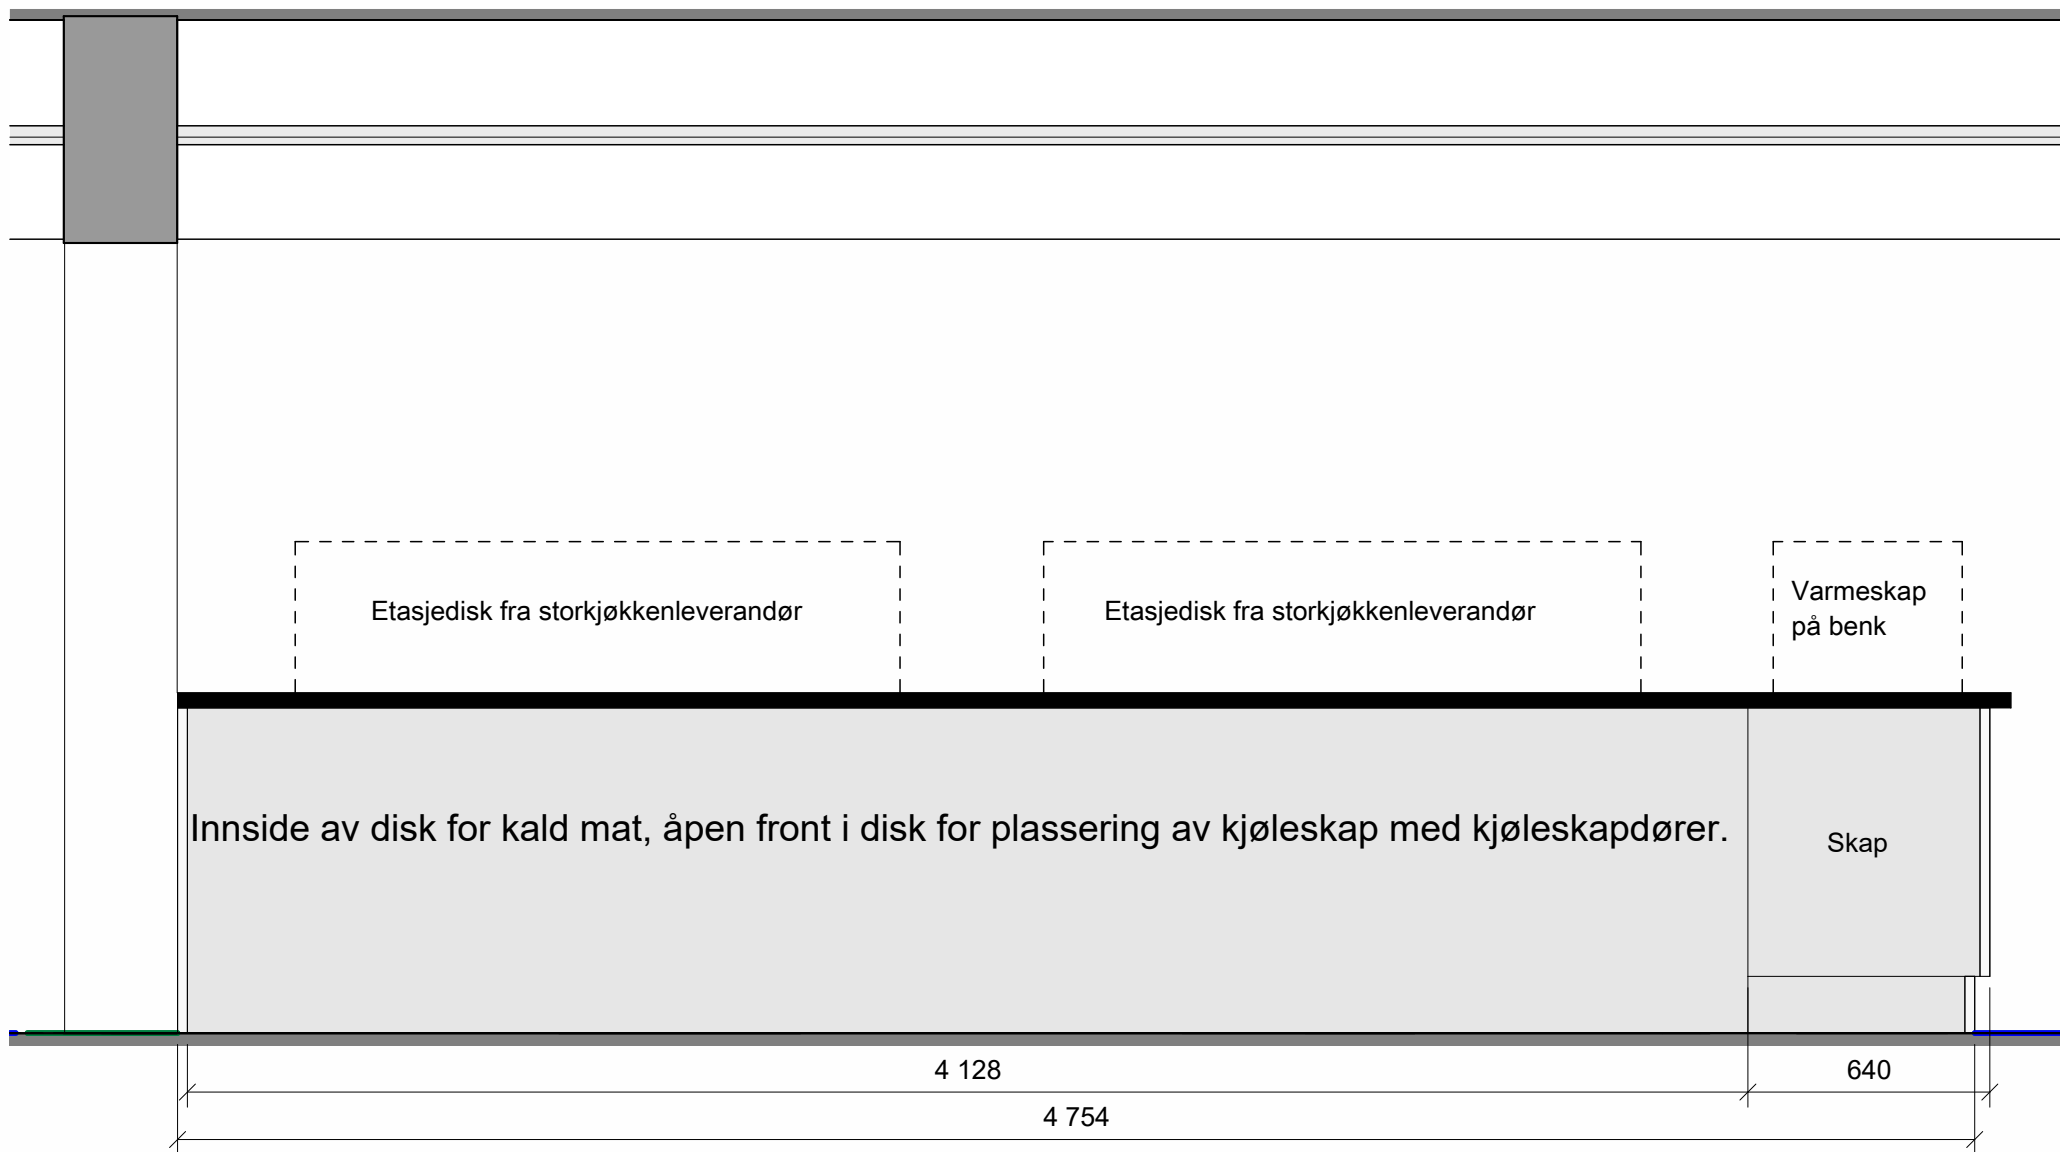 Etasjedisk fra storkjøkkenleverandør
Etasjedisk fra storkjøkkenleverandør
Varmeskap
på benk
Innside av disk for kald mat, åpen front i disk for plassering av kjøleskap med kjøleskapdører.
Skap
4 128
640
4 754